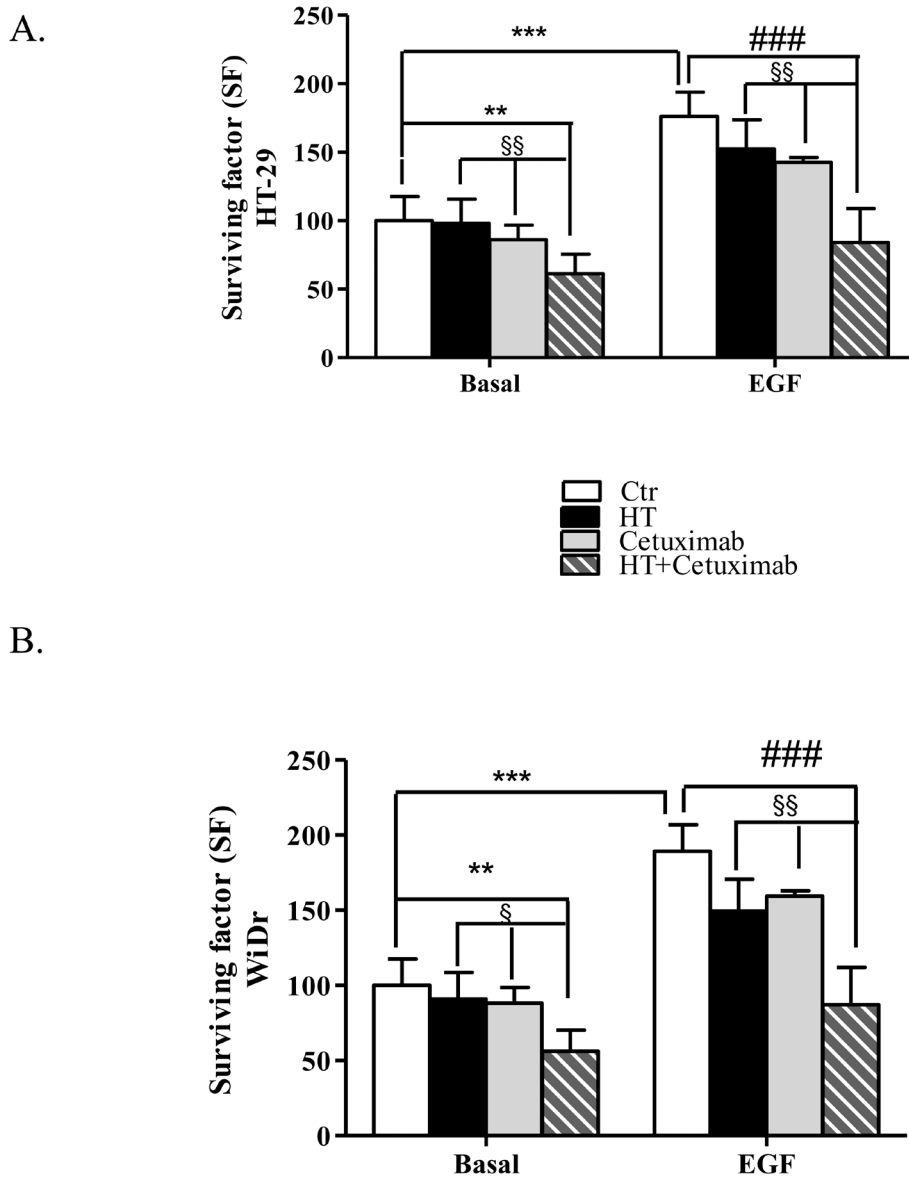 A.
Surviving factor (SF)
HT-29
250
200
150
100
50
0
***
**
§§
###
§§
Basal
EGF
Ctr
HT
Cetuximab
HT+Cetuximab
B.
Surviving factor (SF)
WiDr
250
200
150
100
50
0
***
**
§
###
§§
Basal
EGF